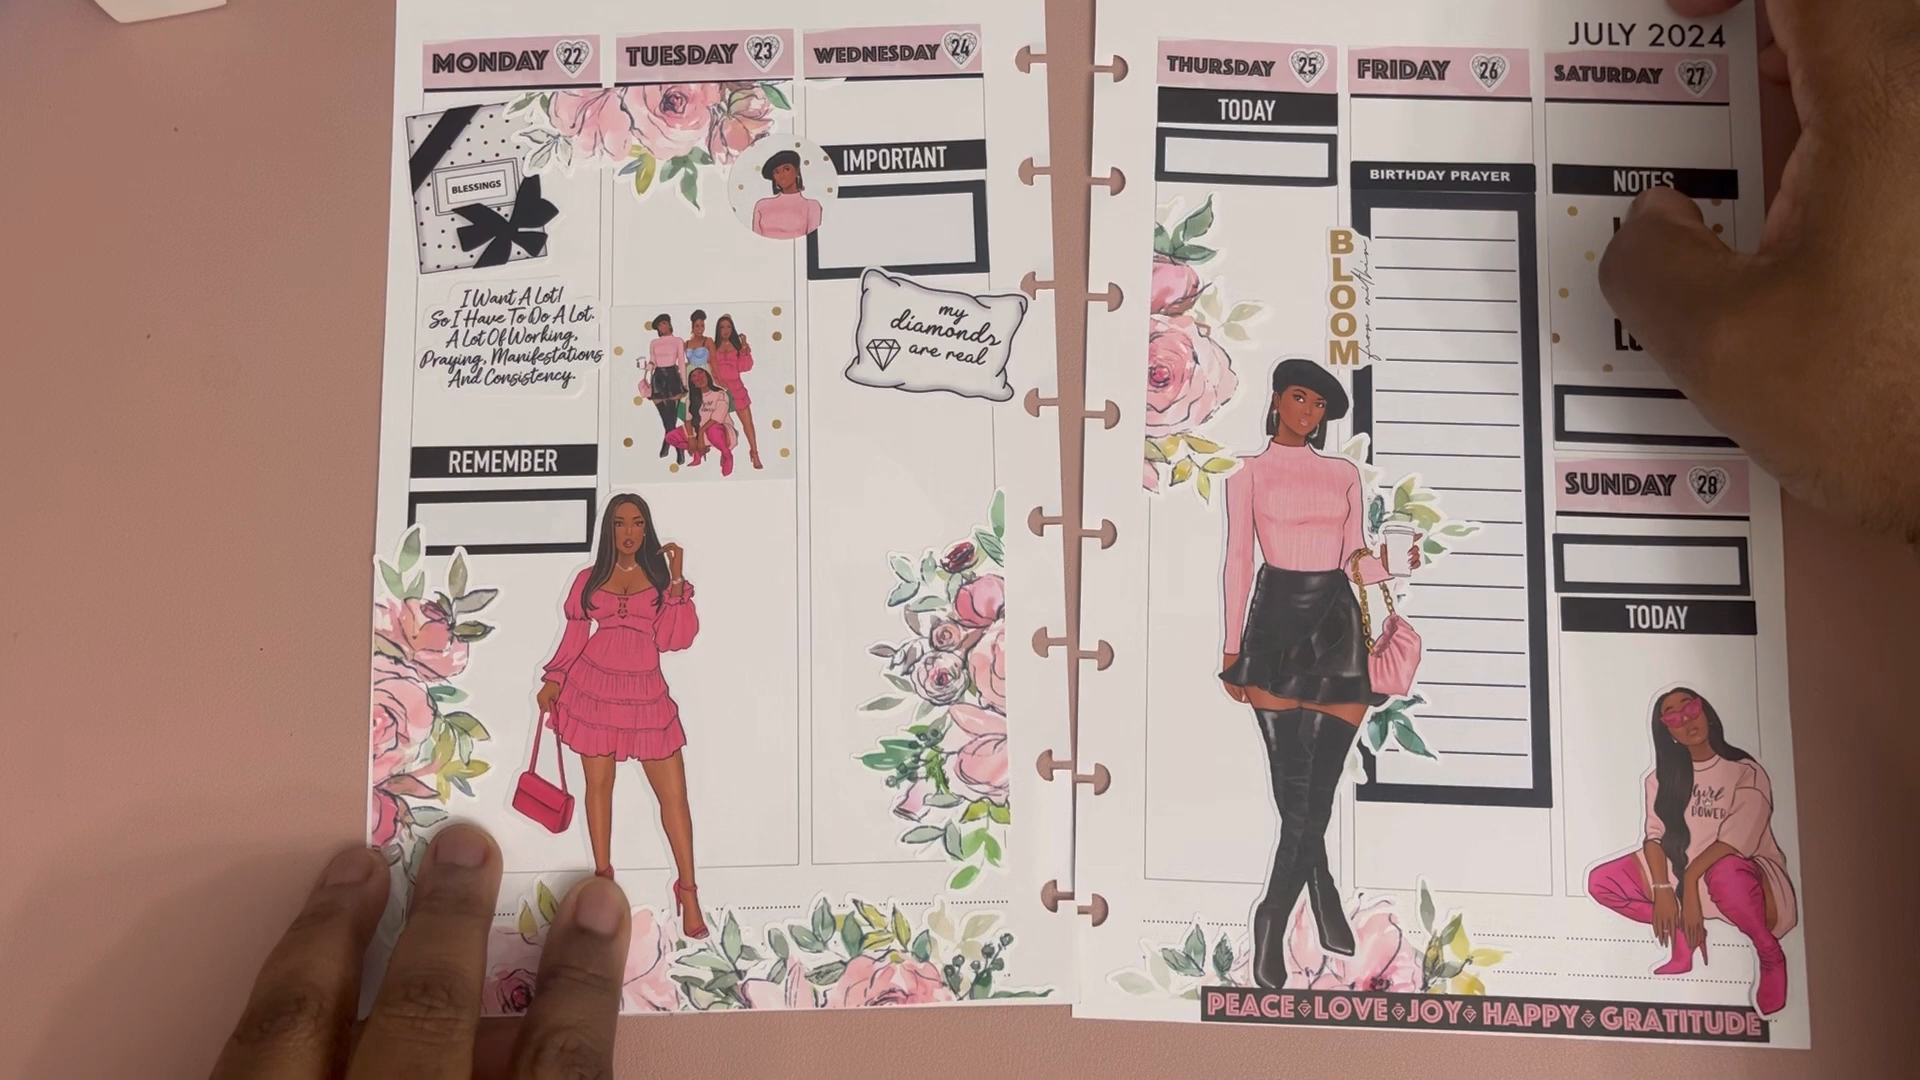 JULY 2024
MONDAY 22
TUESDAY 23
WEDNESDAY 24
THURSDAY 25
FRIDAY 26
SATURDAY 27
BLESSINGS
I Want A Lot!
So I Have To Do A Lot.
A Lot Of Working,
Praying, Manifestations
And Consistency.
REMEMBER
IMPORTANT
my
diamonds
are real
TODAY
BLOOM
from within
BIRTHDAY PRAYER
NOTES
SUNDAY 28
TODAY
Girl
POWER
PEACE LOVE JOY HAPPY GRATITUDE